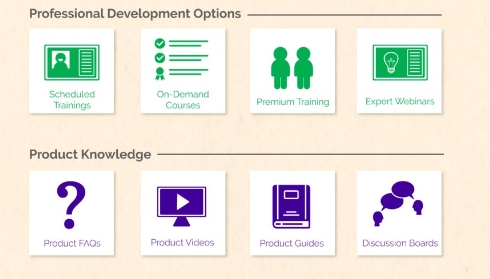 Professional Development Options
Scheduled
Trainings
On-Demand
Courses
Premium Training
Expert Webinars
Product Knowledge
Product FAQs
Product Videos
Product Guides
Discussion Boards